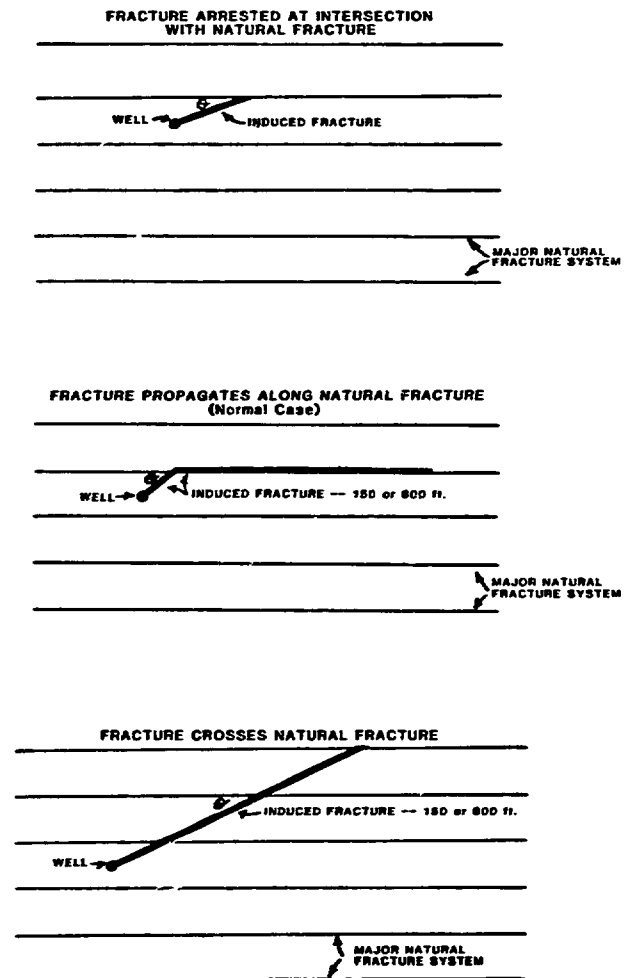 FRACTURE ARRESTED AT INTERSECTION
WITH NATURAL FRACTURE
θ
WELL
INDUCED FRACTURE
MAJOR NATURAL
FRACTURE SYSTEM
FRACTURE PROPAGATES ALONG NATURAL FRACTURE
(Normal Case)
θ
WELL
INDUCED FRACTURE -- 150 or 600 ft.
MAJOR NATURAL
FRACTURE SYSTEM
FRACTURE CROSSES NATURAL FRACTURE
θ
INDUCED FRACTURE -- 150 or 600 ft.
WELL
MAJOR NATURAL
FRACTURE SYSTEM